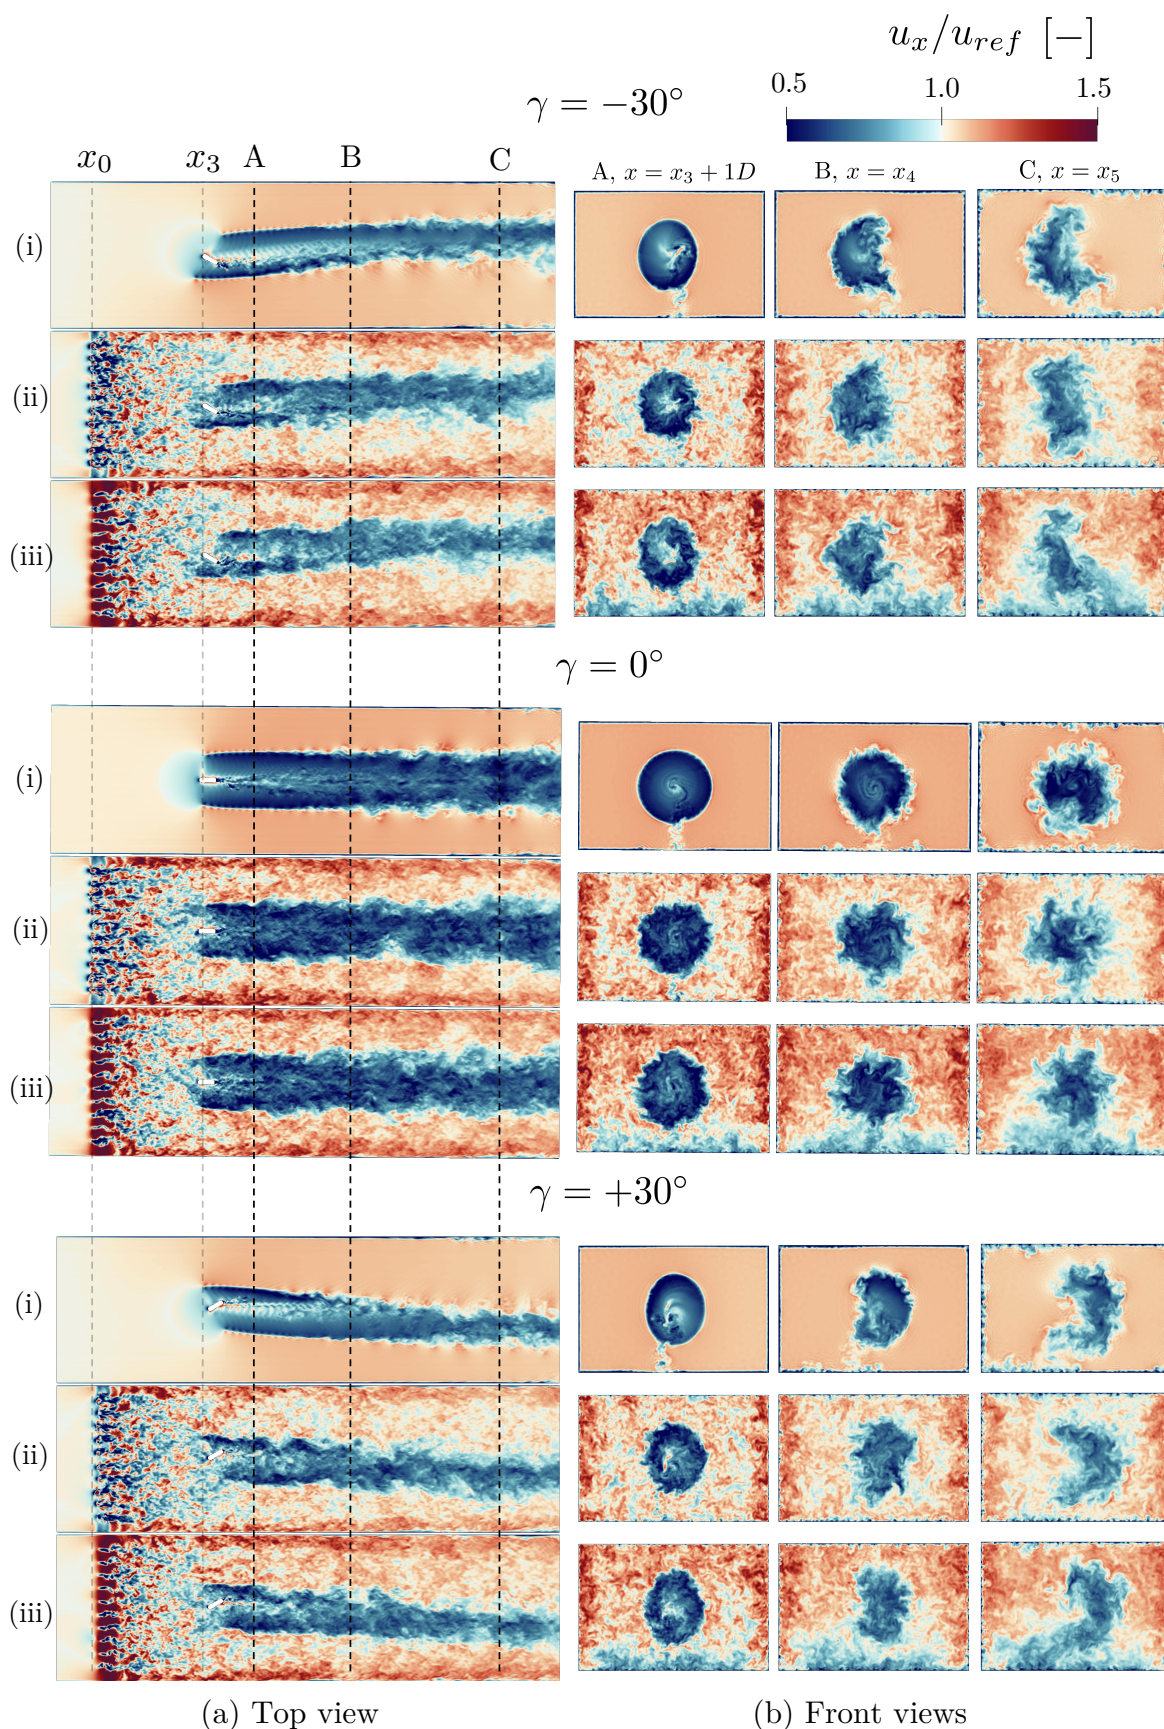 u_x/u_ref [−]
0.5 1.0 1.5
γ = −30°
x_0 x_3 A B C
A, x = x_3 + 1D B, x = x_4 C, x = x_5
(i)
(ii)
(iii)
γ = 0°
(i)
(ii)
(iii)
γ = +30°
(i)
(ii)
(iii)
(a) Top view (b) Front views